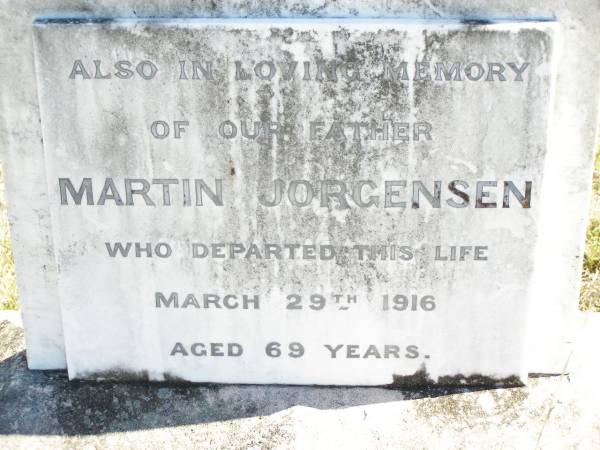 ALSO IN LOVING MEMORY
OF OUR FATHER
MARTIN JORGENSEN
WHO DEPARTED THIS LIFE
MARCH 29TH 1916
AGED 69 YEARS.